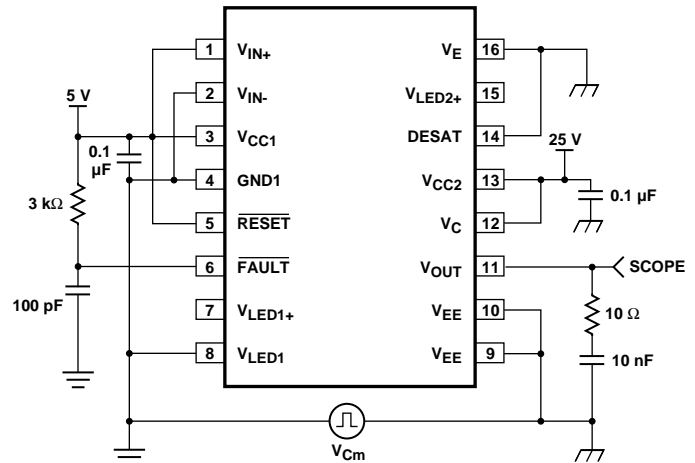 1 V_IN+
2 V_IN-
3 V_CC1
4 GND1
5 RESET
6 FAULT
7 V_LED1+
8 V_LED1
V_E 16
V_LED2+ 15
DESAT 14
V_CC2 13
V_C 12
V_OUT 11
V_EE 10
V_EE 9
5 V
0.1
µF
3 kΩ
100 pF
25 V
0.1 µF
SCOPE
10 Ω
10 nF
V_Cm